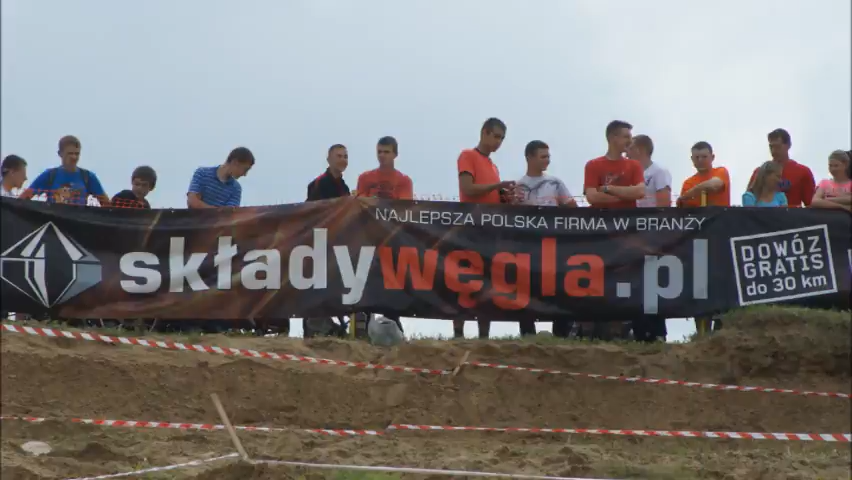 NAJLEPSZA POLSKA FIRMA W BRANŻY
składywęgla.pl
DOWÓZ
GRATIS
do 30 km